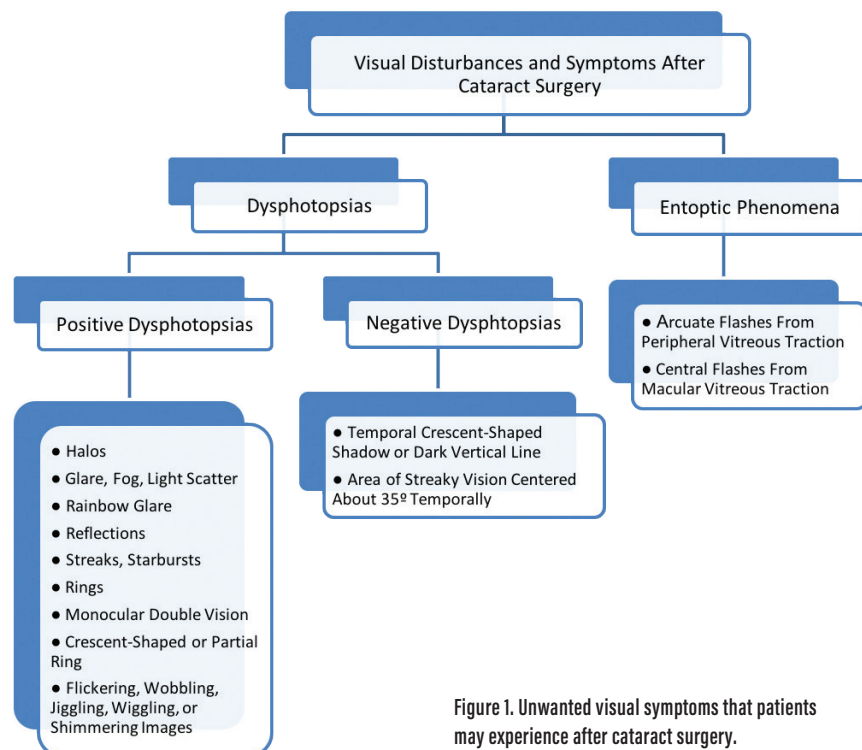 Visual Disturbances and Symptoms After
Cataract Surgery
Dysphotopsias
Entoptic Phenomena
Positive Dysphotopsias
Negative Dysphtopsias
● Arcuate Flashes From
Peripheral Vitreous Traction
● Central Flashes From
Macular Vitreous Traction
● Halos
● Glare, Fog, Light Scatter
● Rainbow Glare
● Reflections
● Streaks, Starbursts
● Rings
● Monocular Double Vision
● Crescent-Shaped or Partial
Ring
● Flickering, Wobbling,
Jiggling, Wiggling, or
Shimmering Images
● Temporal Crescent-Shaped
Shadow or Dark Vertical Line
● Area of Streaky Vision Centered
About 35º Temporally
Figure 1. Unwanted visual symptoms that patients
may experience after cataract surgery.